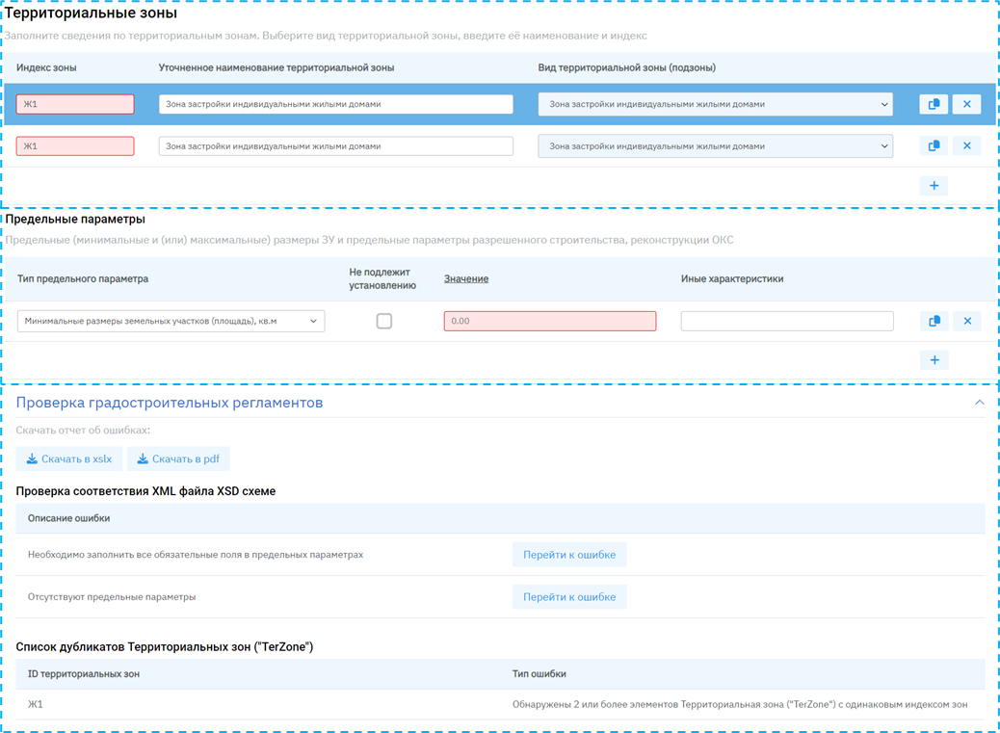 Территориальные зоны
Заполните сведения по территориальным зонам. Выберите вид территориальной зоны, введите её наименование и индекс
Индекс зоны Уточненное наименование территориальной зоны Вид территориальной зоны (подзоны)
Ж1 Зона застройки индивидуальными жилыми домами Зона застройки индивидуальными жилыми домами
Ж1 Зона застройки индивидуальными жилыми домами Зона застройки индивидуальными жилыми домами
Предельные параметры
Предельные (минимальные и (или) максимальные) размеры ЗУ и предельные параметры разрешенного строительства, реконструкции ОКС
Тип предельного параметра Не подлежит установлению Значение Иные характеристики
Минимальные размеры земельных участков (площадь), кв.м 0.00
Проверка градостроительных регламентов
Скачать отчет об ошибках:
Скачать в xslx Скачать в pdf
Проверка соответствия XML файла XSD схеме
Описание ошибки
Необходимо заполнить все обязательные поля в предельных параметрах Перейти к ошибке
Отсутствуют предельные параметры Перейти к ошибке
Список дубликатов Территориальных зон ("TerZone")
ID территориальных зон Тип ошибки
Ж1 Обнаружены 2 или более элементов Территориальная зона ("TerZone") с одинаковым индексом зон